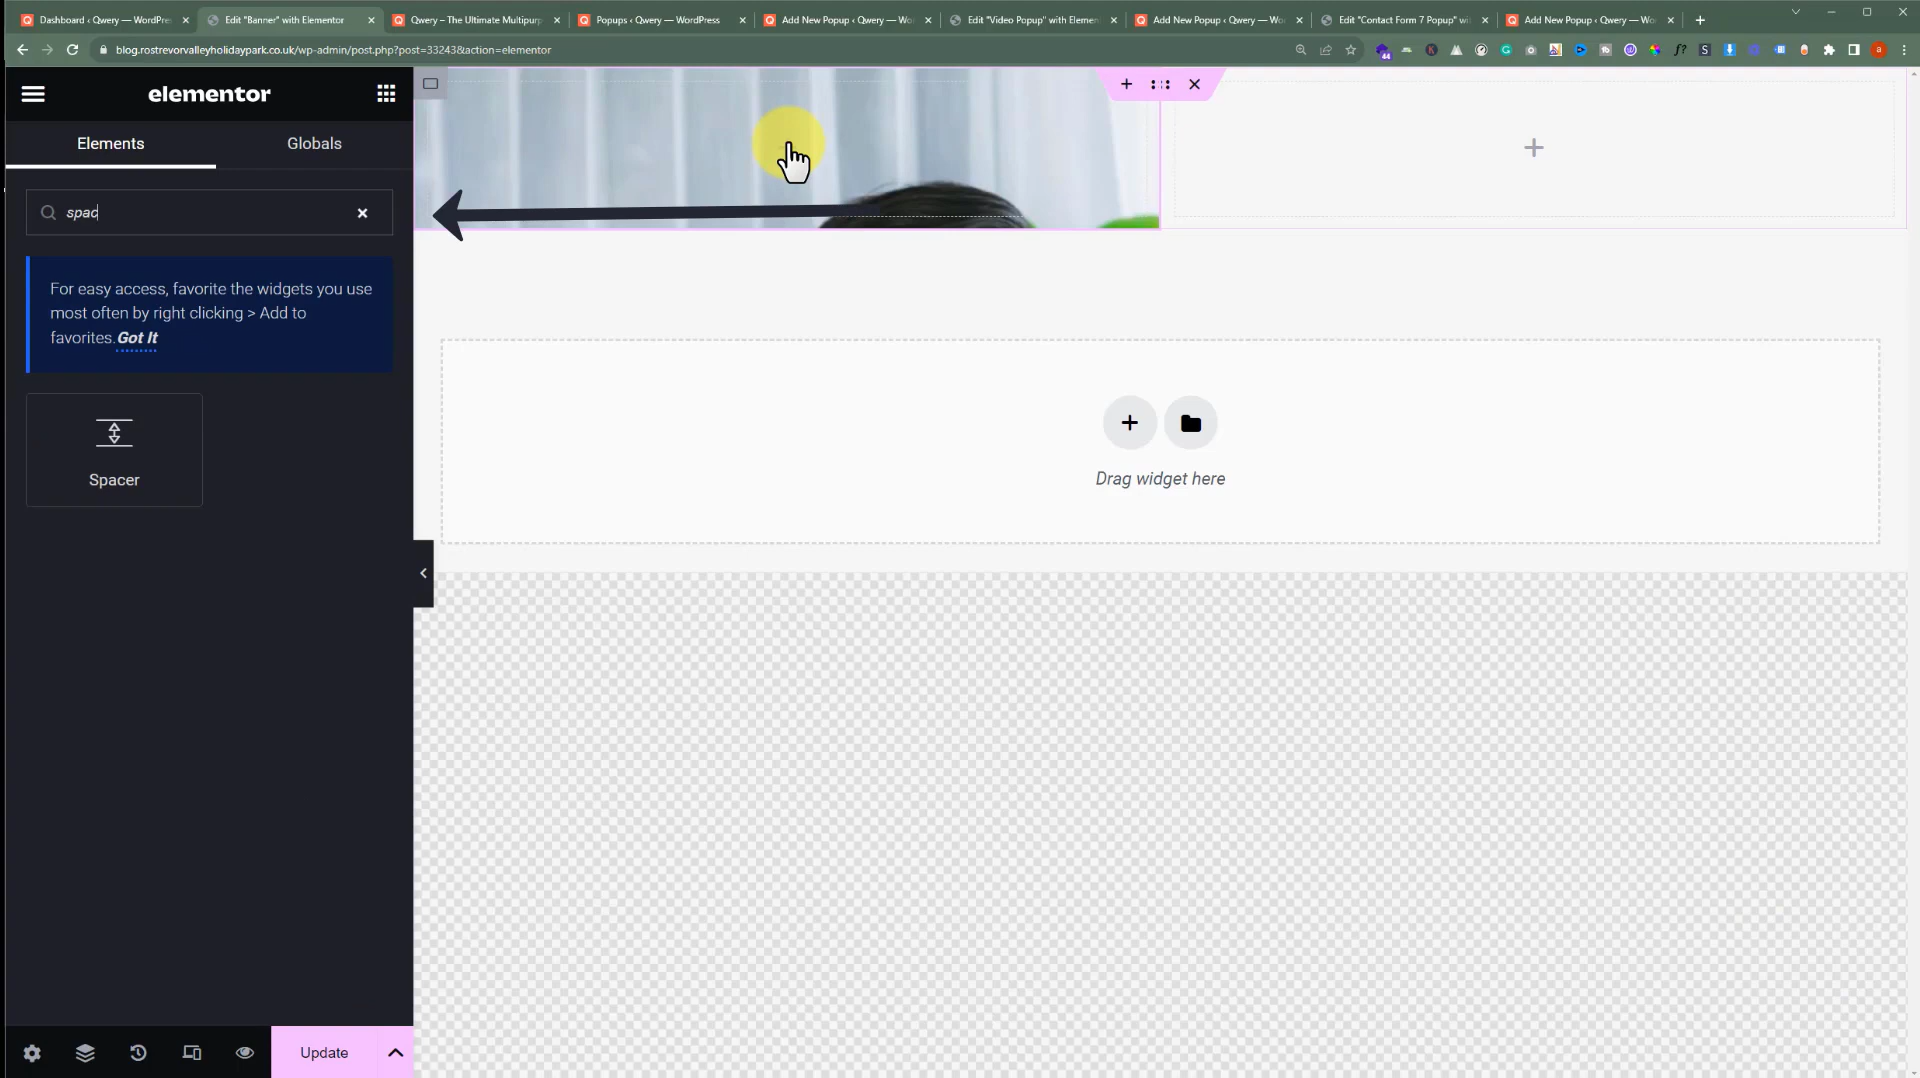 Dashboard ‹ Qwery — WordPres
Edit "Banner" with Elementor
Qwery – The Ultimate Multipurp
Popups ‹ Qwery — WordPress
Add New Popup ‹ Qwery — Wo
Edit "Video Popup" with Elemen
Add New Popup ‹ Qwery — Wo
Edit "Contact Form 7 Popup" wi
Add New Popup ‹ Qwery — Wo
blog.rostrevorvalleyholidaypark.co.uk/wp-admin/post.php?post=33243&action=elementor
44
elementor
Elements
Globals
spac
For easy access, favorite the widgets you use
most often by right clicking > Add to
favorites. Got It
Spacer
Drag widget here
Update